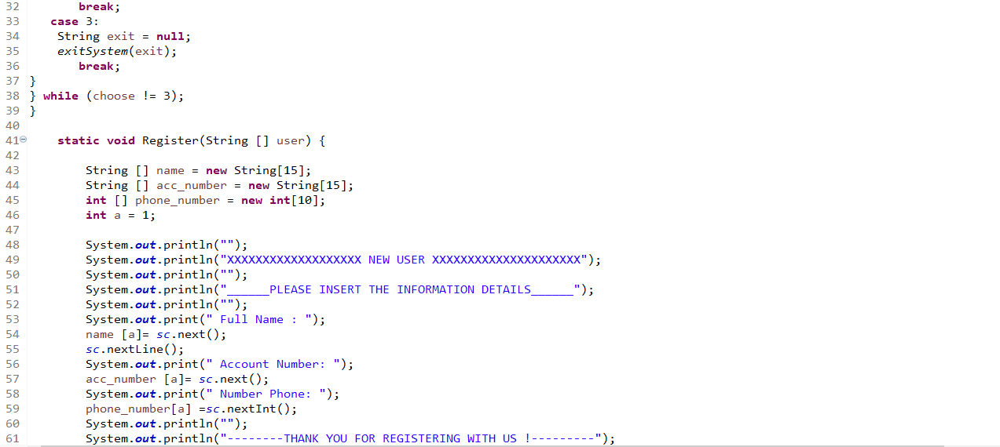 32 break;
33 case 3:
34 String exit = null;
35 exitSystem(exit);
36 break;
37 }
38 } while (choose != 3);
39 }
40
41 static void Register(String [] user) {
42
43 String [] name = new String[15];
44 String [] acc_number = new String[15];
45 int [] phone_number = new int[10];
46 int a = 1;
47
48 System.out.println("");
49 System.out.println("XXXXXXXXXXXXXXXXXXX NEW USER XXXXXXXXXXXXXXXXXXXXX");
50 System.out.println("");
51 System.out.println("______PLEASE INSERT THE INFORMATION DETAILS______");
52 System.out.println("");
53 System.out.print(" Full Name : ");
54 name [a]= sc.next();
55 sc.nextLine();
56 System.out.print(" Account Number: ");
57 acc_number [a]= sc.next();
58 System.out.print(" Number Phone: ");
59 phone_number[a] =sc.nextInt();
60 System.out.println("");
61 System.out.println("--------THANK YOU FOR REGISTERING WITH US !---------");